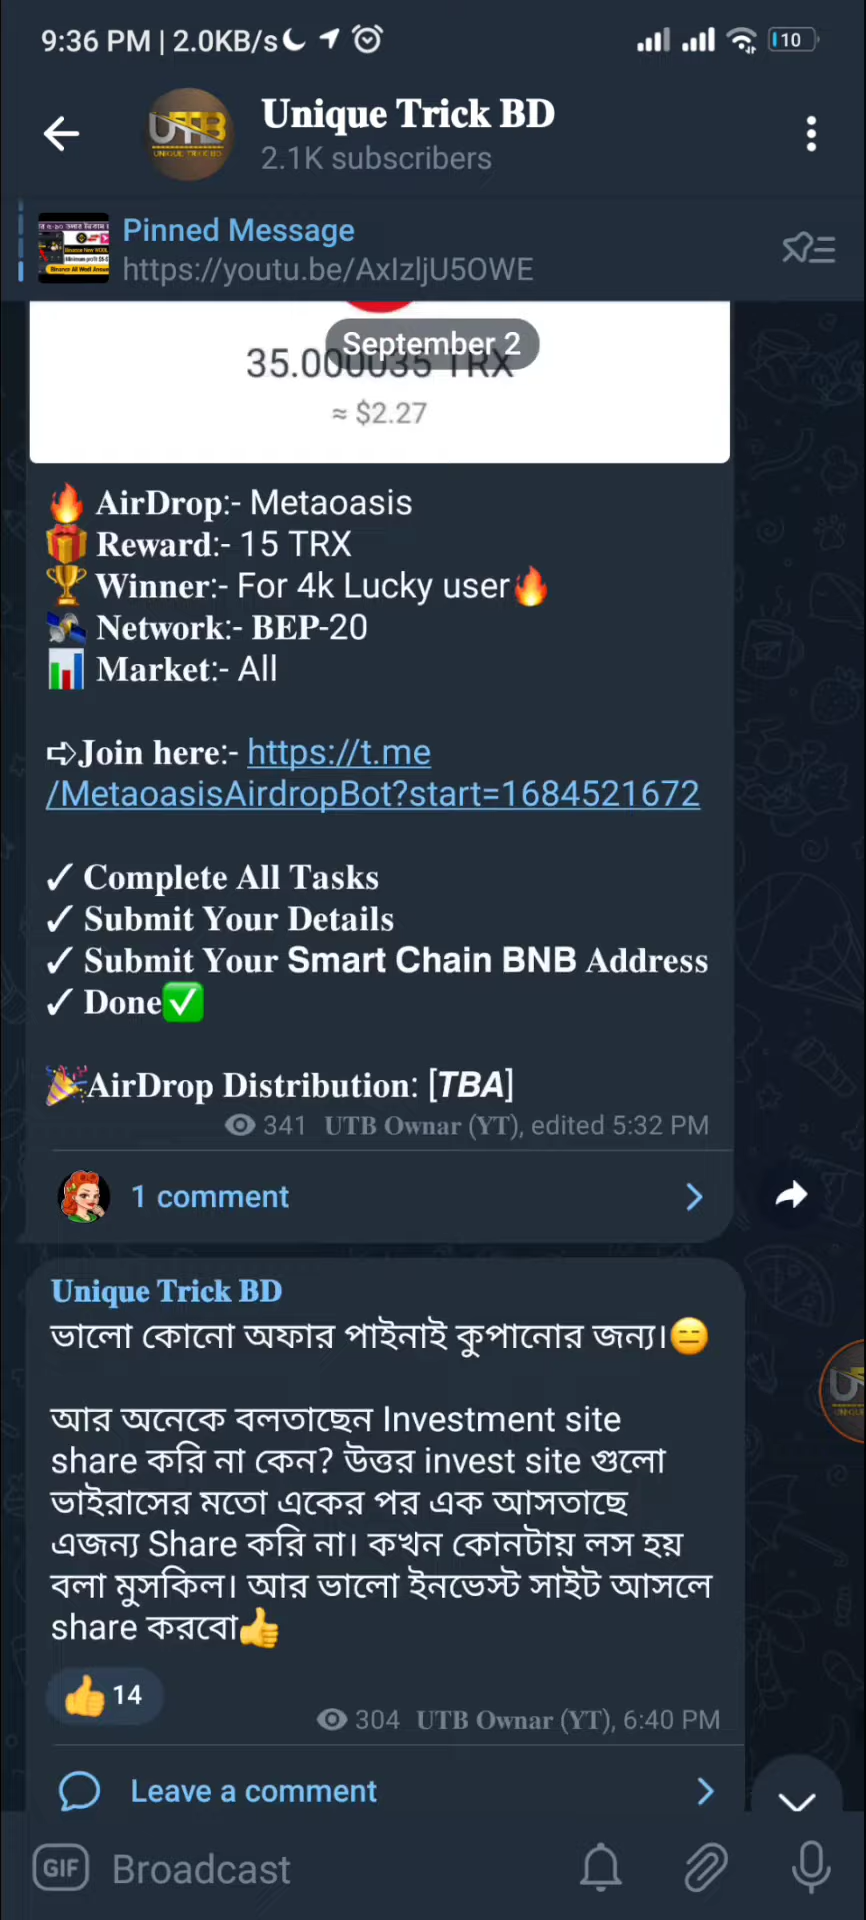 9:36 PM | 2.0KB/s
10
Unique Trick BD
2.1K subscribers
Pinned Message
https://youtu.be/AxIzljU5OWE
September 2
35.000035 TRX
≈ $2.27
🔥 AirDrop:- Metaoasis
🎁 Reward:- 15 TRX
🏆 Winner:- For 4k Lucky user🔥
🛰 Network:- BEP-20
📊 Market:- All
➪Join here:- https://t.me
/MetaoasisAirdropBot?start=1684521672
✓ Complete All Tasks
✓ Submit Your Details
✓ Submit Your Smart Chain BNB Address
✓ Done✅
🎉AirDrop Distribution: [TBA]
341 UTB Ownar (YT), edited 5:32 PM
1 comment
Unique Trick BD
ভালো কোনো অফার পাইনাই কুপানোর জন্য।😑
আর অনেকে বলতাছেন Investment site
share করি না কেন? উত্তর invest site গুলো
ভাইরাসের মতো একের পর এক আসতাছে
এজন্য Share করি না। কখন কোনটায় লস হয়
বলা মুসকিল। আর ভালো ইনভেস্ট সাইট আসলে
share করবো👍
👍 14
304 UTB Ownar (YT), 6:40 PM
Leave a comment
GIF Broadcast